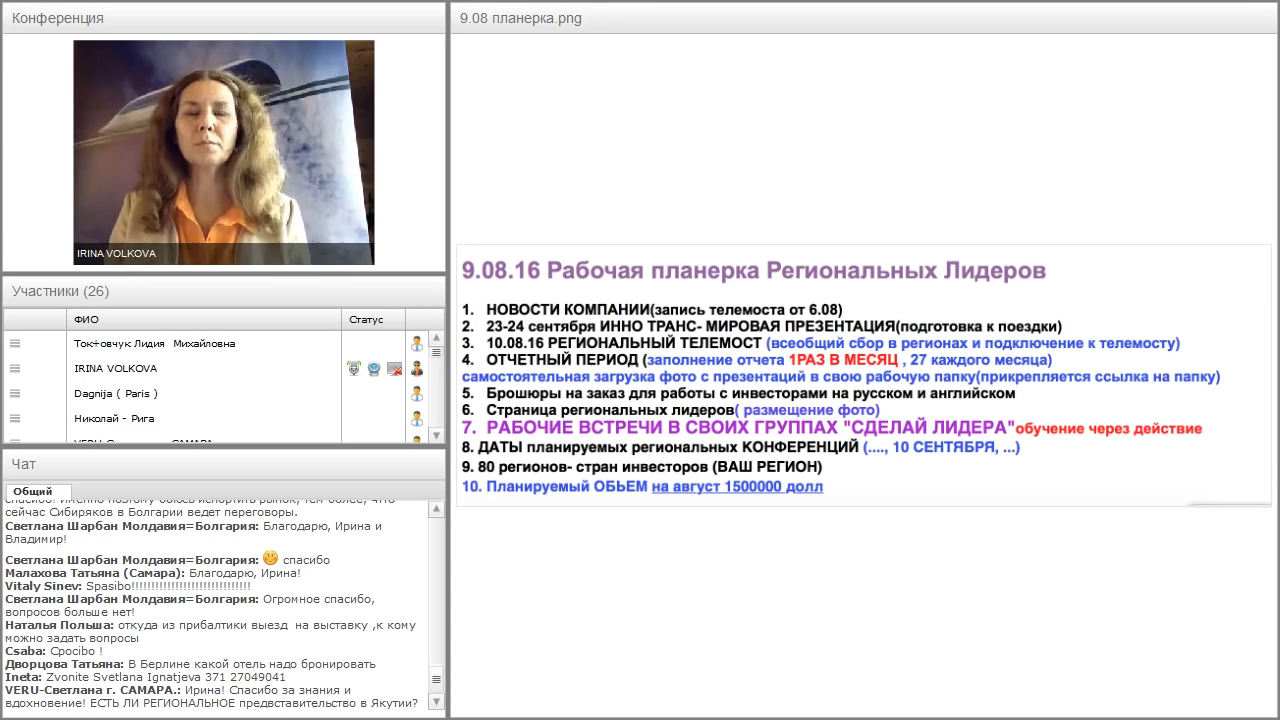 Конференция
IRINA VOLKOVA
Участники (26)
ФИО
Статус
Ток+овчук Лидия Михайловна
IRINA VOLKOVA
Dagnija ( Paris )
Николай - Рига
Чат
Общий
сейчас Сибиряков в Болгарии ведет переговоры.
Светлана Шарбан Молдавия=Болгария: Благодарю, Ирина и
Владимир!
Светлана Шарбан Молдавия=Болгария: спасибо
Малахова Татьяна (Самара): Благодарю, Ирина!
Vitaly Sinev: Spasibo!!!!!!!!!!!!!!!!!!!!!!!!!!!!!!
Светлана Шарбан Молдавия=Болгария: Огромное спасибо,
вопросов больше нет!
Наталья Польша: откуда из прибалтики выезд на выставку ,к кому
можно задать вопросы
Csaba: Cpocibo !
Дворцова Татьяна: В Берлине какой отель надо бронировать
Ineta: Zvonite Svetlana Ignatjeva 371 27049041
VERU-Светлана г. САМАРА.: Ирина! Спасибо за знания и
вдохновение! ЕСТЬ ЛИ РЕГИОНАЛЬНОЕ предвставительство в Якутии?
9.08 планерка.png
9.08.16 Рабочая планерка Региональных Лидеров
1. НОВОСТИ КОМПАНИИ(запись телемоста от 6.08)
2. 23-24 сентября ИННО ТРАНС- МИРОВАЯ ПРЕЗЕНТАЦИЯ(подготовка к поездки)
3. 10.08.16 РЕГИОНАЛЬНЫЙ ТЕЛЕМОСТ (всеобщий сбор в регионах и подключение к телемосту)
4. ОТЧЕТНЫЙ ПЕРИОД (заполнение отчета 1РАЗ В МЕСЯЦ , 27 каждого месяца)
самостоятельная загрузка фото с презентаций в свою рабочую папку(прикрепляется ссылка на папку)
5. Брошюры на заказ для работы с инвесторами на русском и английском
6. Страница региональных лидеров( размещение фото)
7. РАБОЧИЕ ВСТРЕЧИ В СВОИХ ГРУППАХ "СДЕЛАЙ ЛИДЕРА"обучение через действие
8. ДАТЫ планируемых региональных КОНФЕРЕНЦИЙ (...., 10 СЕНТЯБРЯ, ...)
9. 80 регионов- стран инвесторов (ВАШ РЕГИОН)
10. Планируемый ОБЬЕМ на август 1500000 долл